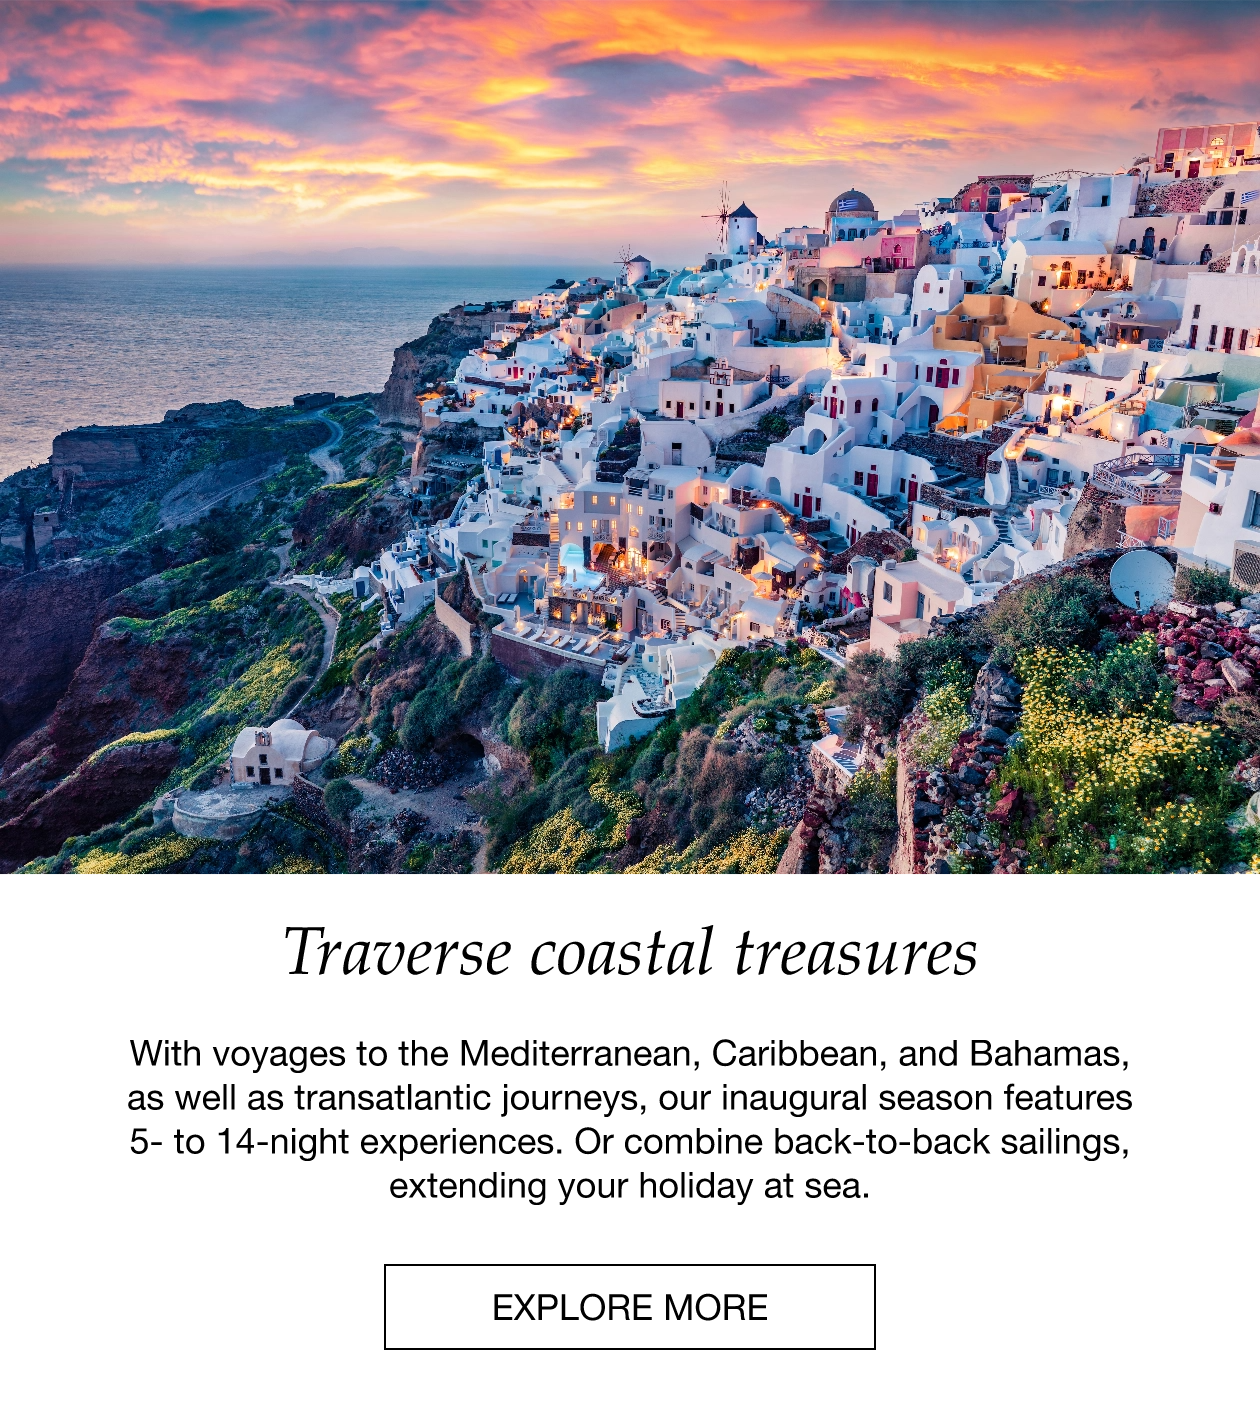 Traverse coastal treasures
With voyages to the Mediterranean, Caribbean, and Bahamas,
as well as transatlantic journeys, our inaugural season features
5- to 14-night experiences. Or combine back-to-back sailings,
extending your holiday at sea.
EXPLORE MORE